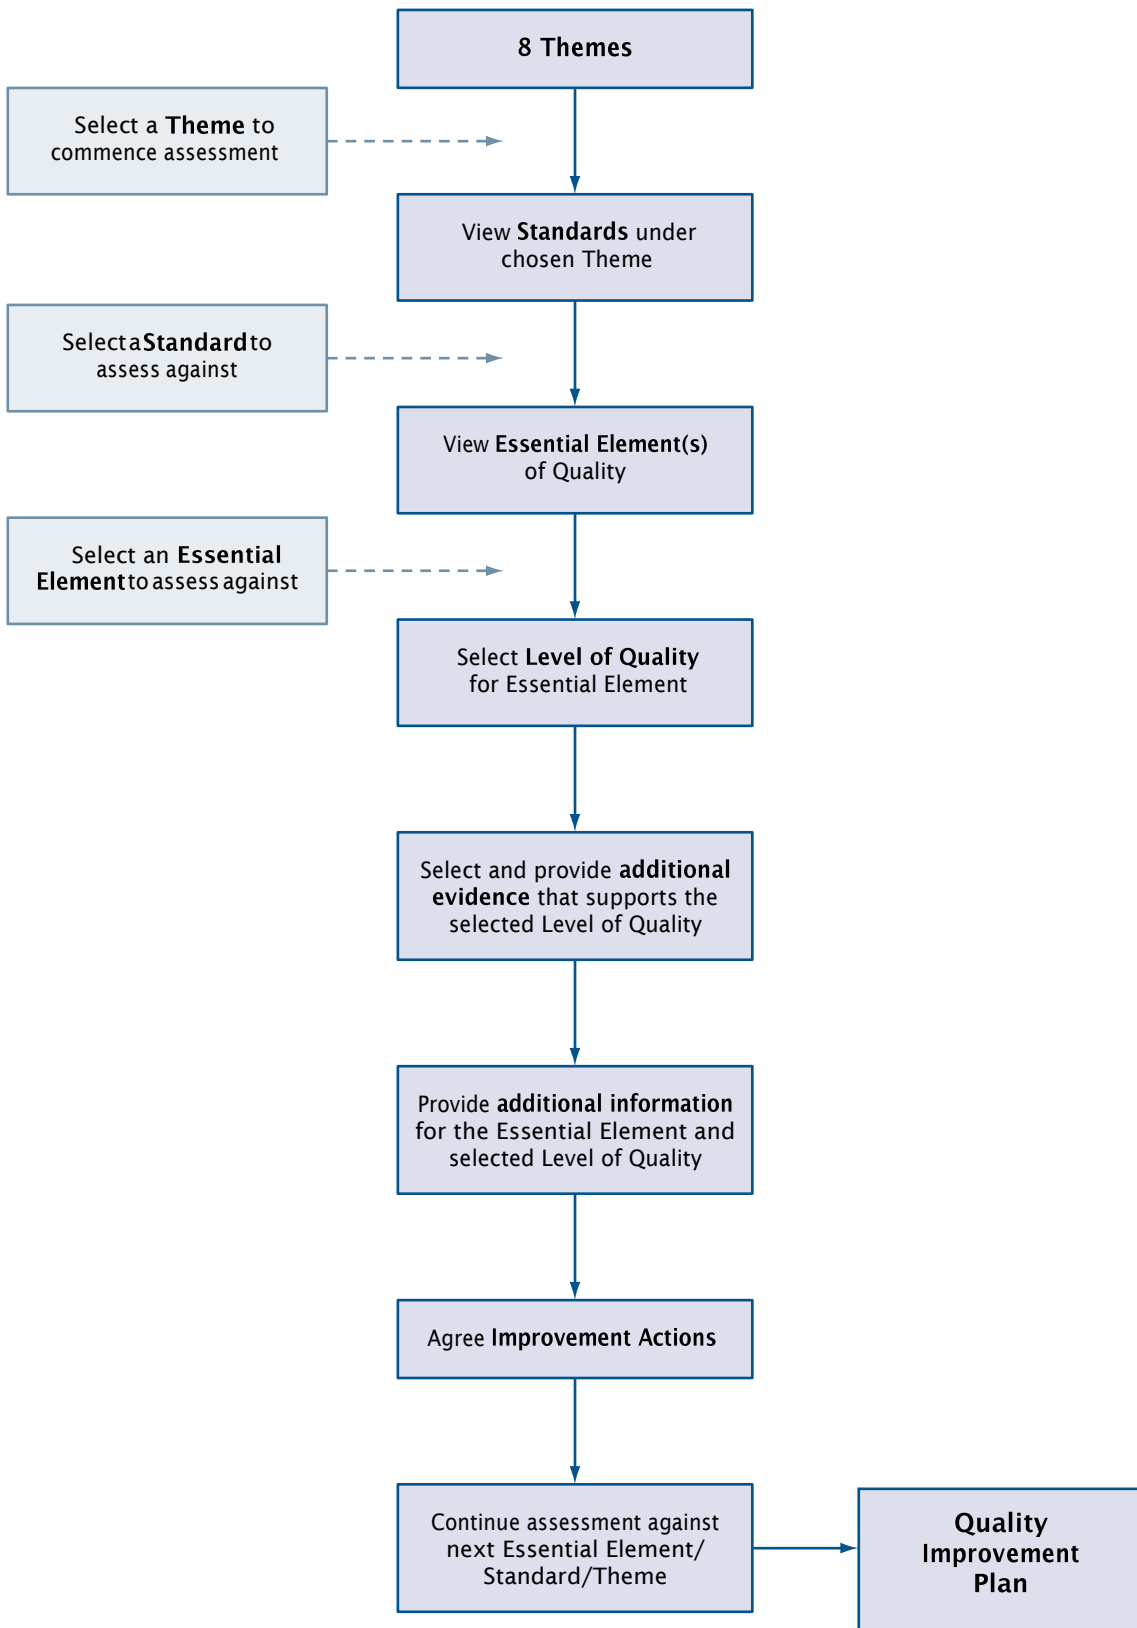 8 Themes
Select a Theme to
commence assessment
View Standards under
chosen Theme
Select a Standard to
assess against
View Essential Element(s)
of Quality
Select an Essential
Element to assess against
Select Level of Quality
for Essential Element
Select and provide additional
evidence that supports the
selected Level of Quality
Provide additional information
for the Essential Element and
selected Level of Quality
Agree Improvement Actions
Continue assessment against
next Essential Element/
Standard/Theme
Quality
Improvement
Plan